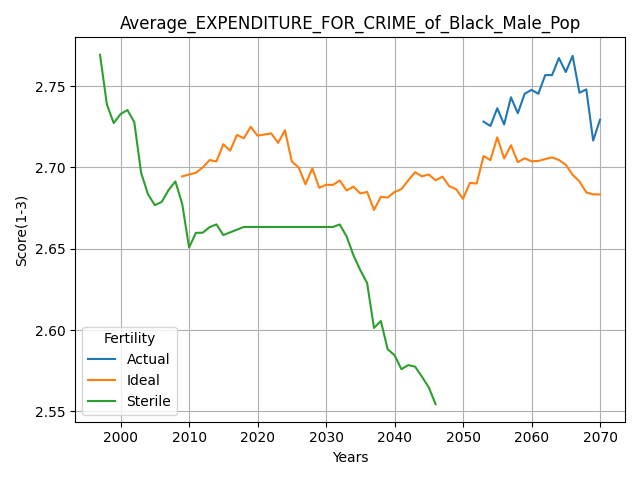 Average_EXPENDITURE_FOR_CRIME_of_Black_Male_Pop
Score(1-3)
2.75
2.70
2.65
2.60
2.55
Fertility
Actual
Ideal
Sterile
2000 2010 2020 2030 2040 2050 2060 2070
Years